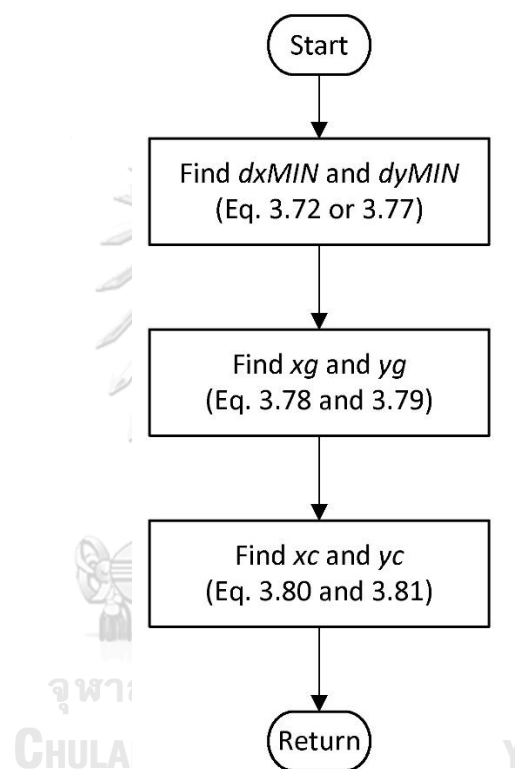 Start
Find dxMIN and dyMIN
(Eq. 3.72 or 3.77)
Find xg and yg
(Eq. 3.78 and 3.79)
Find xc and yc
(Eq. 3.80 and 3.81)
Return